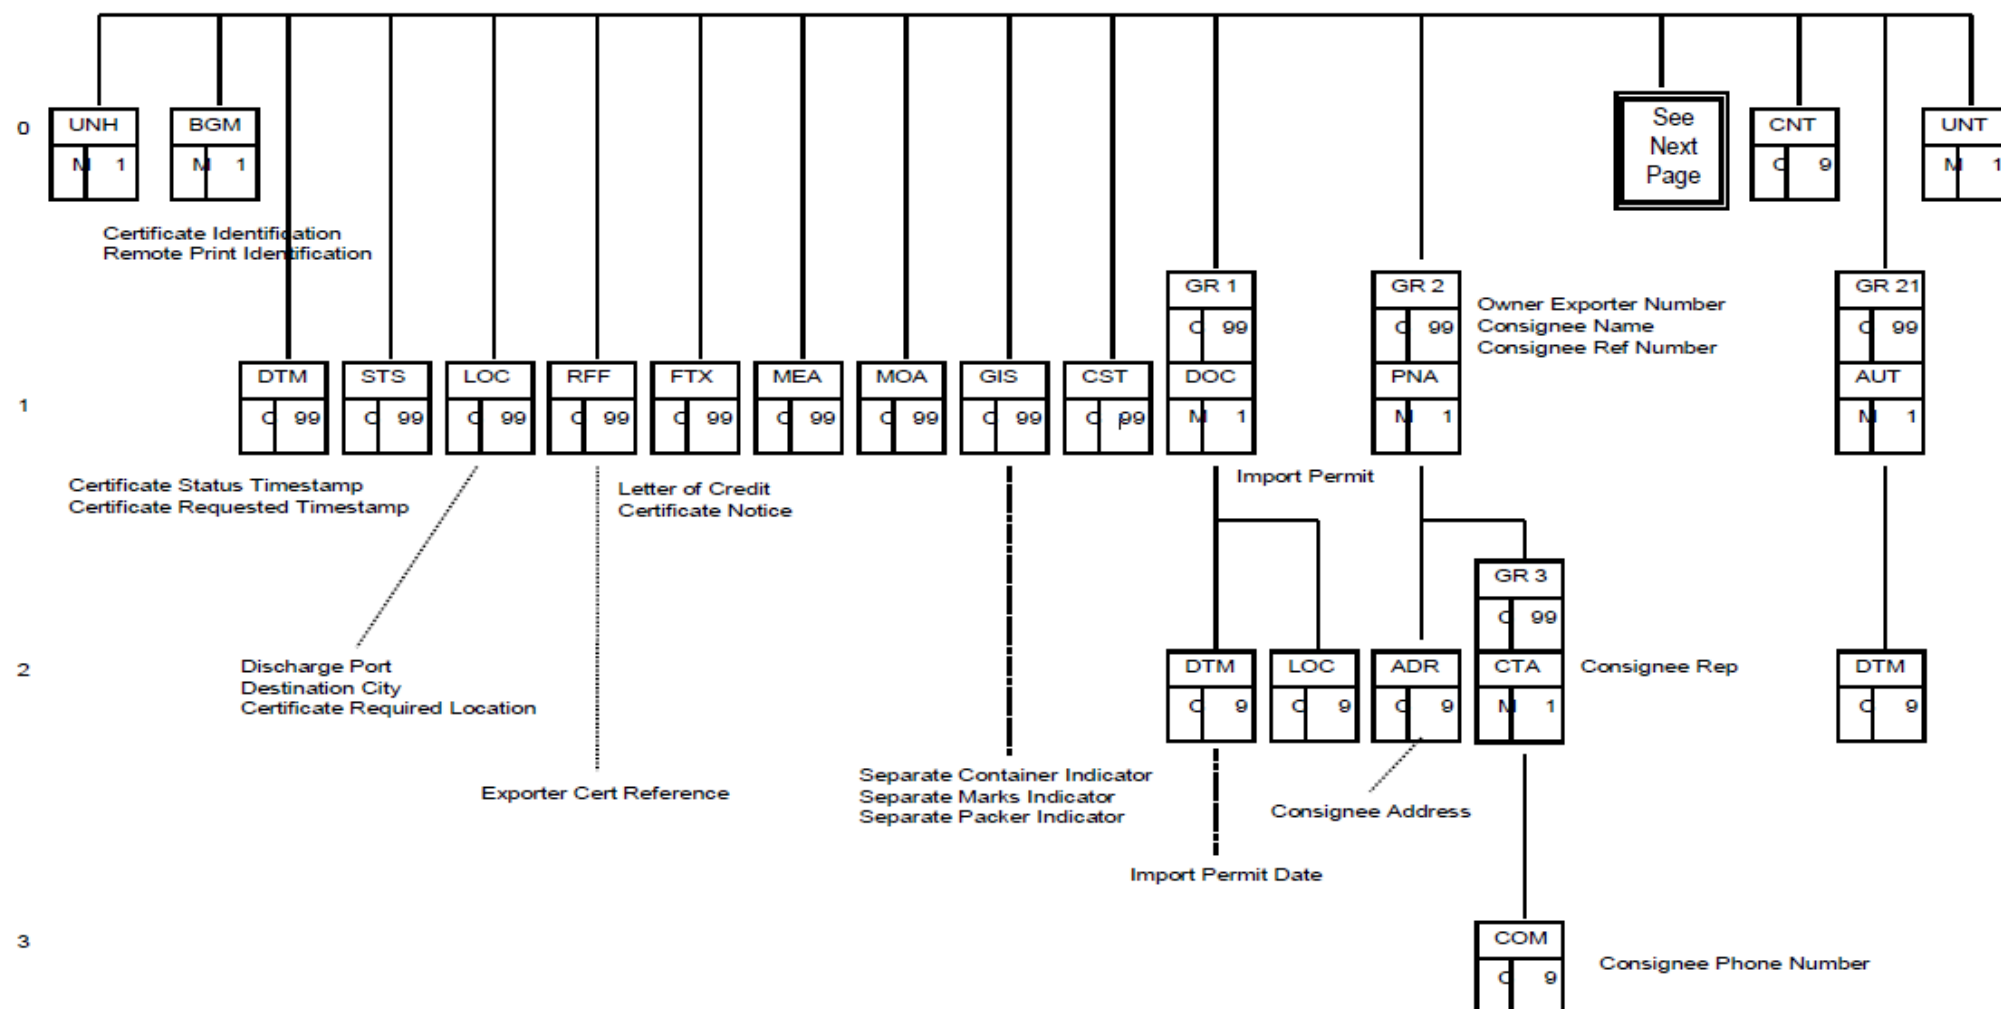 0
UNH
M 1
BGM
M 1
See
Next
Page
CNT
C 9
UNT
M 1
Certificate Identification
Remote Print Identification
GR 1
C 99
GR 2
C 99
Owner Exporter Number
Consignee Name
Consignee Ref Number
GR 21
C 99
1
DTM
C 99
STS
C 99
LOC
C 99
RFF
C 99
FTX
C 99
MEA
C 99
MOA
C 99
GIS
C 99
CST
C 99
DOC
M 1
PNA
M 1
AUT
M 1
Certificate Status Timestamp
Certificate Requested Timestamp
Letter of Credit
Certificate Notice
Import Permit
GR 3
C 99
2
Discharge Port
Destination City
Certificate Required Location
DTM
C 9
LOC
C 9
ADR
C 9
CTA
M 1
Consignee Rep
DTM
C 9
Exporter Cert Reference
Separate Container Indicator
Separate Marks Indicator
Separate Packer Indicator
Consignee Address
Import Permit Date
3
COM
C 9
Consignee Phone Number